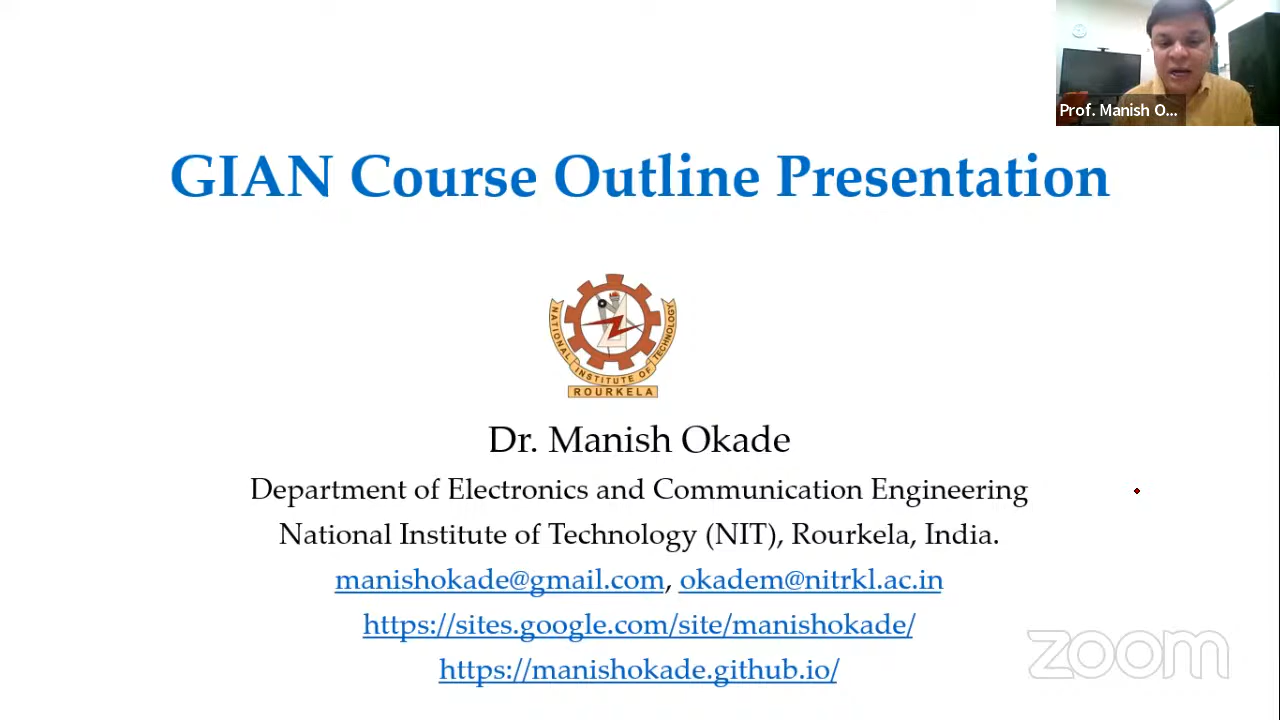 Prof. Manish O...
GIAN Course Outline Presentation
NATIONAL INSTITUTE OF TECHNOLOGY
ROURKELA
Dr. Manish Okade
Department of Electronics and Communication Engineering
National Institute of Technology (NIT), Rourkela, India.
manishokade@gmail.com, okadem@nitrkl.ac.in
https://sites.google.com/site/manishokade/
https://manishokade.github.io/
zoom